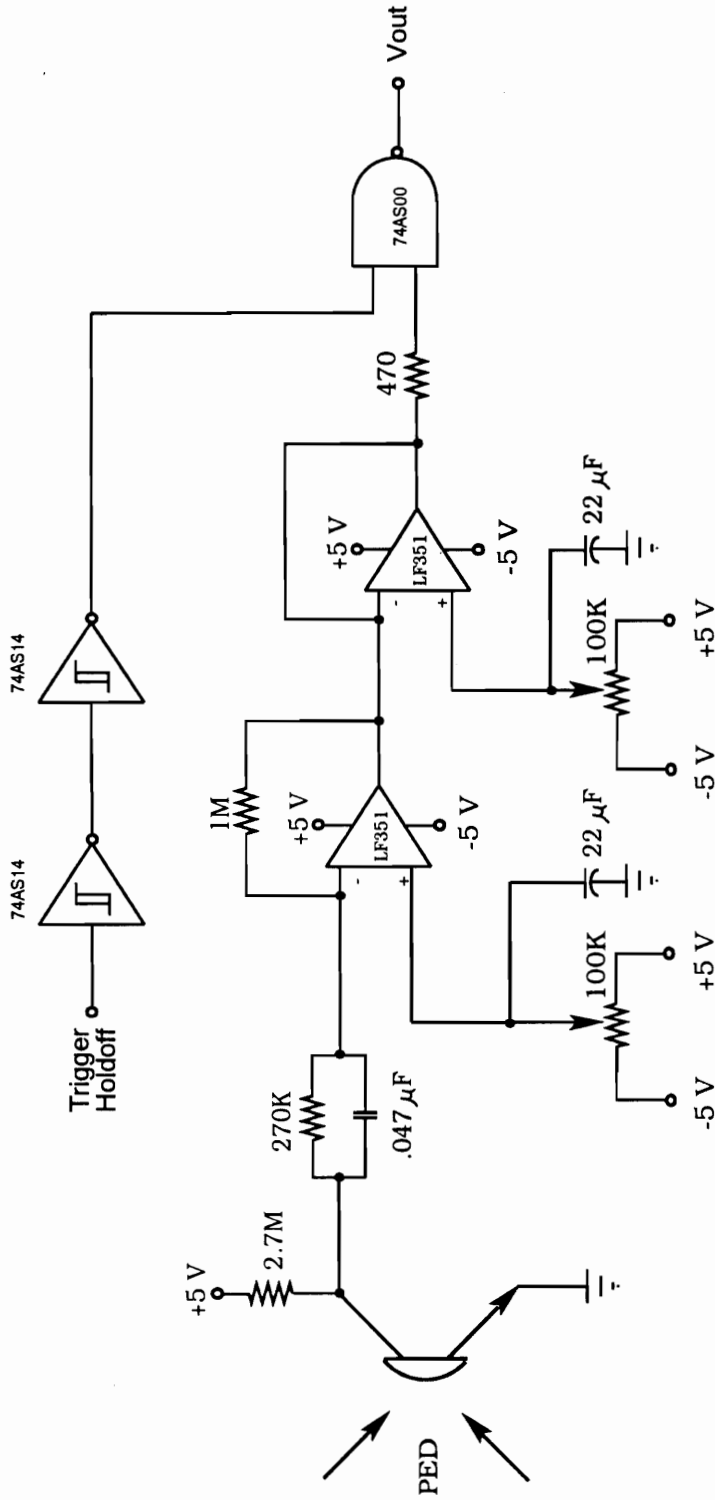 74AS14
74AS14
Trigger
Holdoff
1M
+5 V
2.7M
270K
.047 μF
+5 V
-
LF351
+
-5 V
+5 V
-
LF351
+
-5 V
470
74AS00
Vout
PED
100K
22 μF
-5 V
+5 V
100K
22 μF
-5 V
+5 V